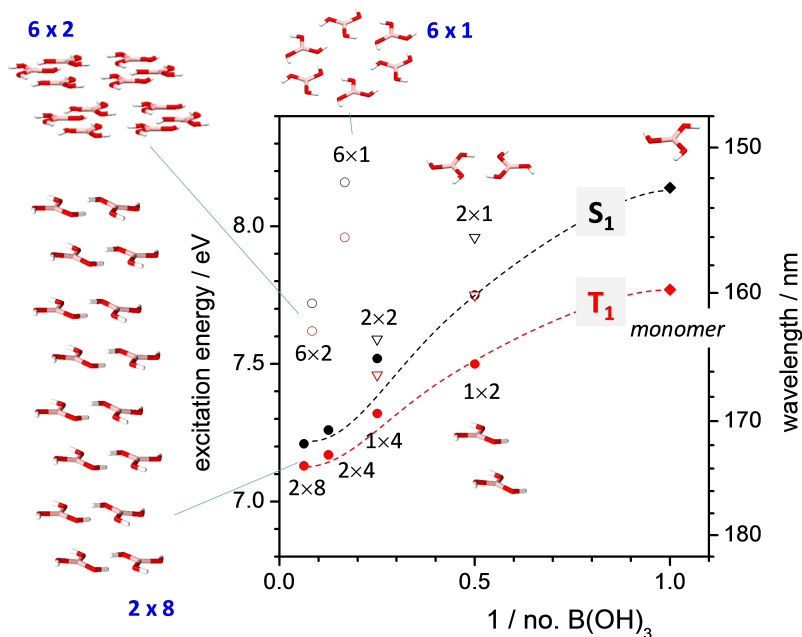 6 x 2
6 x 1
6×1
150
2×1
8.0
S₁
T₁
160
monomer
2×2
6×2
7.5
1×2
1×4
170
2×4
2×8
7.0
180
excitation energy / eV
wavelength / nm
0.0
0.5
1.0
1 / no. B(OH)₃
2 x 8